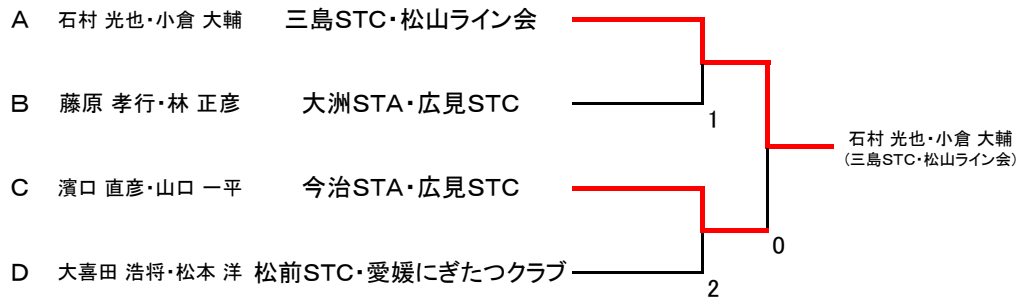 A 石村 光也・小倉 大輔 三島STC・松山ライン会
B 藤原 孝行・林 正彦 大洲STA・広見STC
1
石村 光也・小倉 大輔
(三島STC・松山ライン会)
C 濱口 直彦・山口 一平 今治STA・広見STC
0
D 大喜田 浩将・松本 洋 松前STC・愛媛にぎたつクラブ
2